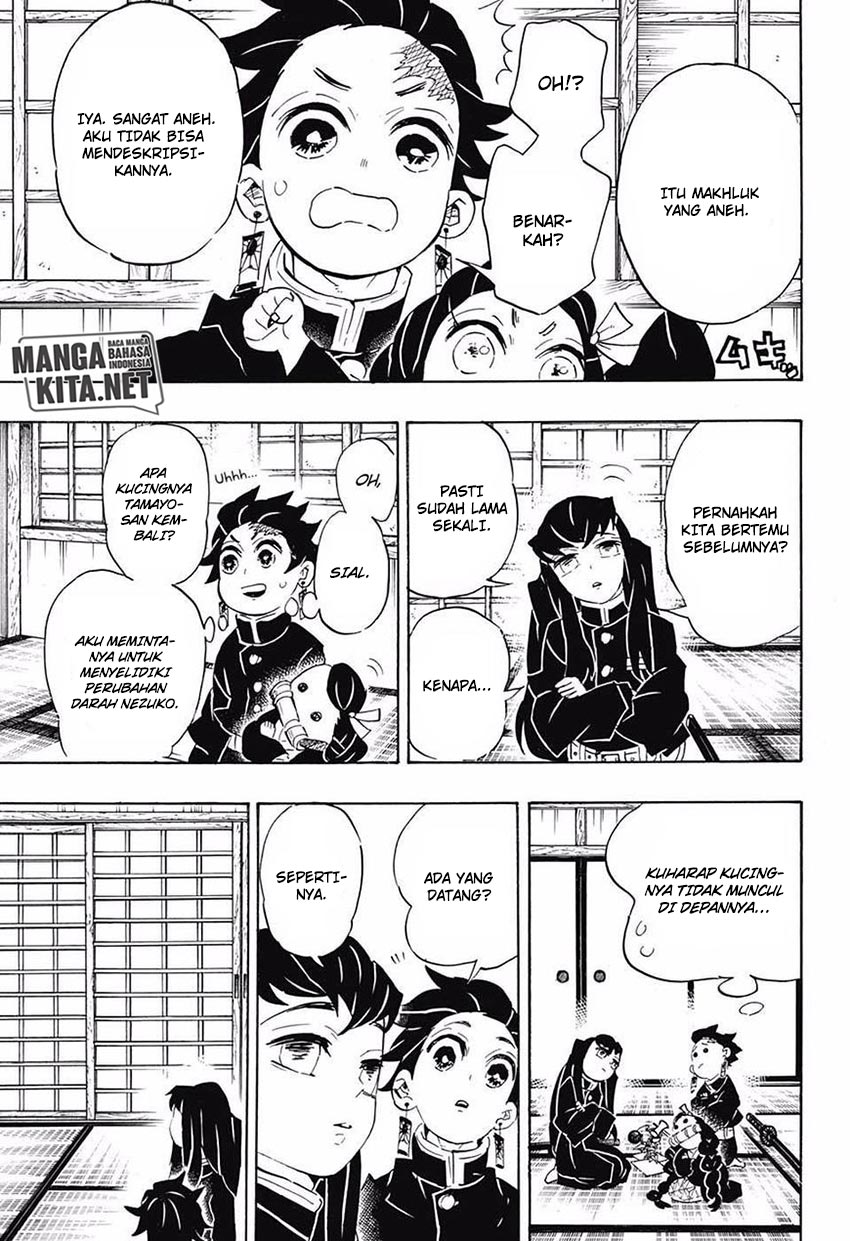 ITU MAKHLUK
YANG ANEH.
OH!?
BENAR-
KAH?
IYA. SANGAT ANEH.
AKU TIDAK BISA
MENDESKRIPSI-
KANNYA.
ムキッ
MANGA
KITA.NET
BACA MANGA
BAHASA
INDONESIA
PERNAHKAH
KITA BERTEMU
SEBELUMNYA?
PASTI
SUDAH LAMA
SEKALI.
KENAPA...
OH,
SIAL.
Uhhh...
APA
KUCINGNYA
TAMAYO-
SAN KEM-
BALI?
AKU MEMINTA-
NYA UNTUK
MENYELIDIKI
PERUBAHAN
DARAH NEZUKO.
KUHARAP KUCING-
NYA TIDAK MUNCUL
DI DEPANNYA...
ADA YANG
DATANG?
SEPERTI-
NYA.